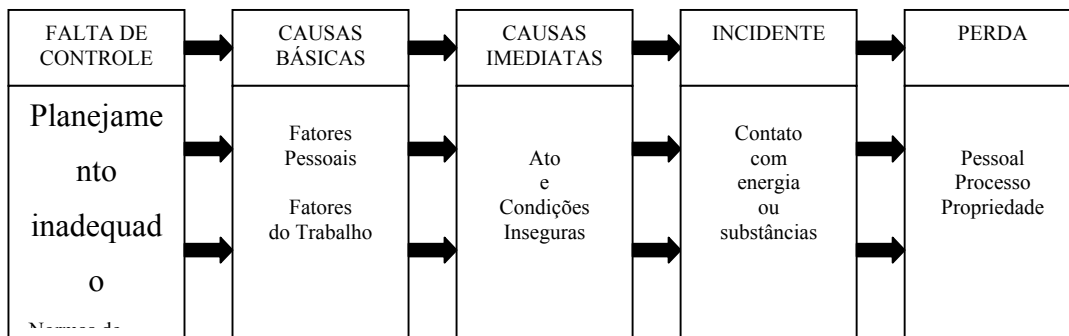 FALTA DE
CONTROLE
CAUSAS
BÁSICAS
CAUSAS
IMEDIATAS
INCIDENTE
PERDA
Planejame
nto
inadequad
o
Fatores
Pessoais
Fatores
do Trabalho
Ato
e
Condições
Inseguras
Contato
com
energia
ou
substâncias
Pessoal
Processo
Propriedade